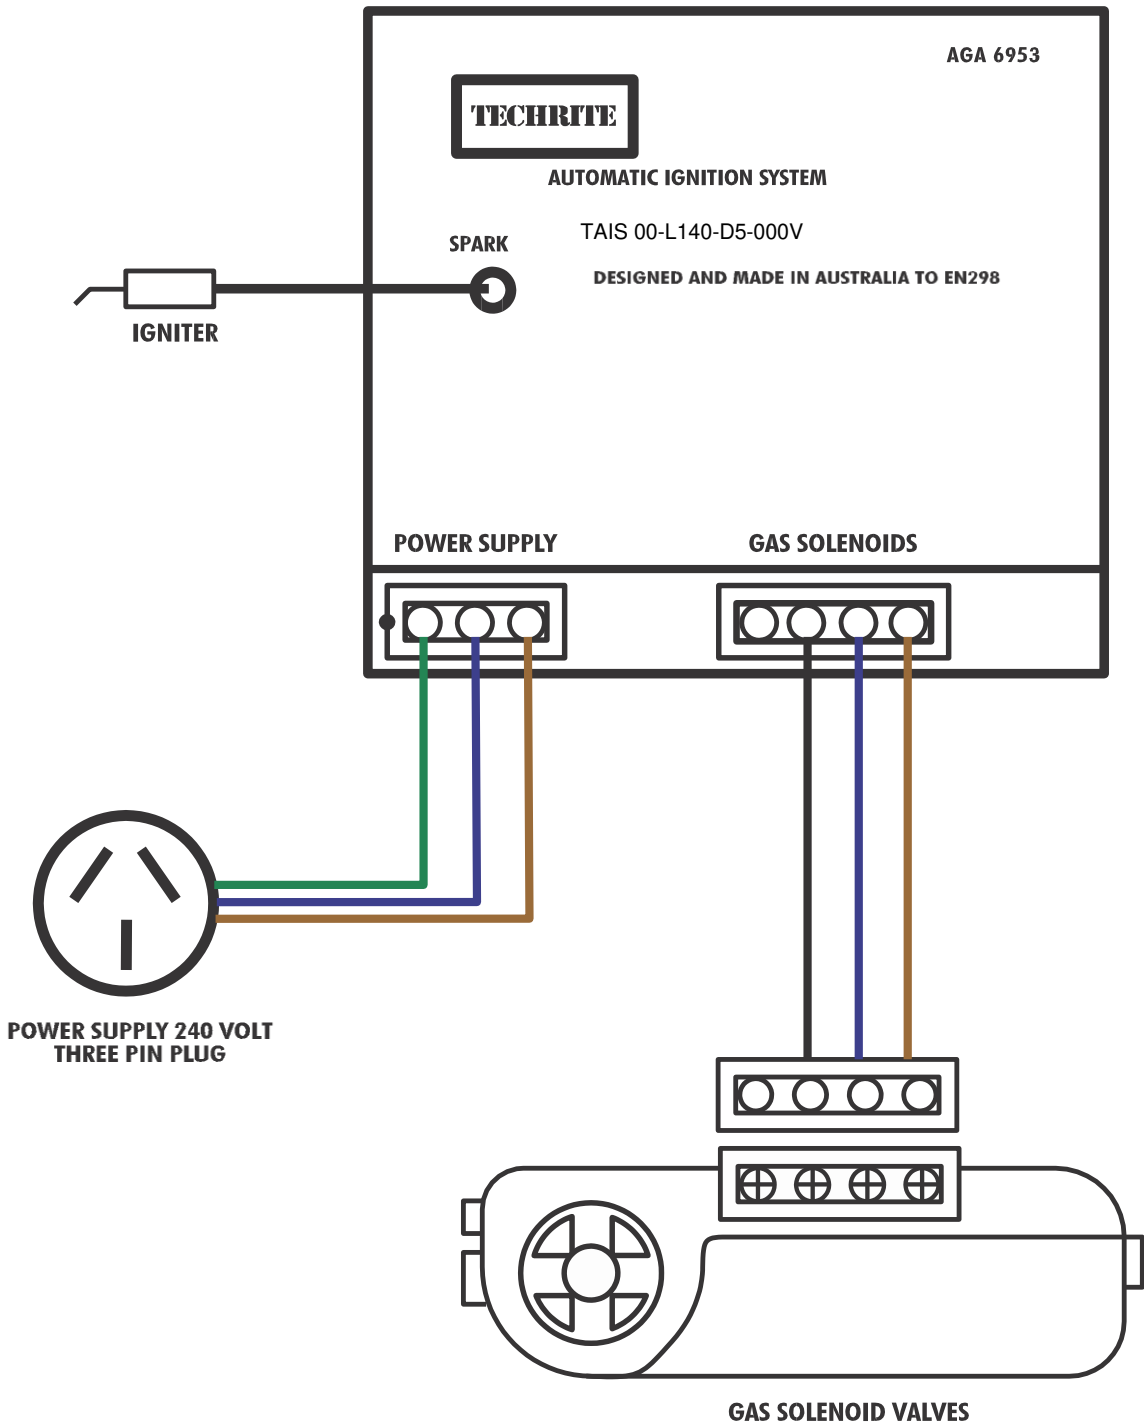 AGA 6953
TECHRITE
AUTOMATIC IGNITION SYSTEM
TAIS 00-L140-D5-000V
SPARK
DESIGNED AND MADE IN AUSTRALIA TO EN298
IGNITER
POWER SUPPLY
GAS SOLENOIDS
POWER SUPPLY 240 VOLT
THREE PIN PLUG
GAS SOLENOID VALVES